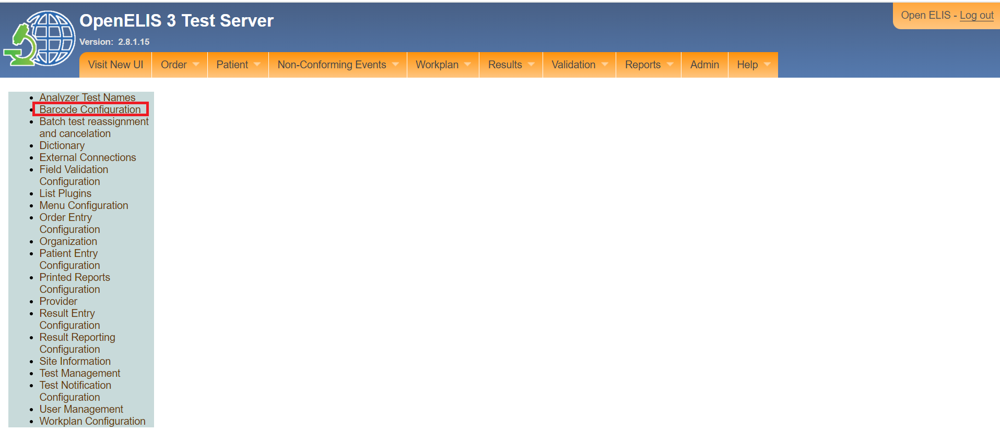 OpenELIS 3 Test Server
Open ELIS - Log out
Version: 2.8.1.15
Visit New UI Order Patient Non-Conforming Events Workplan Results Validation Reports Admin Help
Analyzer Test Names
Barcode Configuration
Batch test reassignment
and cancelation
Dictionary
External Connections
Field Validation
Configuration
List Plugins
Menu Configuration
Order Entry
Configuration
Organization
Patient Entry
Configuration
Printed Reports
Configuration
Provider
Result Entry
Configuration
Result Reporting
Configuration
Site Information
Test Management
Test Notification
Configuration
User Management
Workplan Configuration